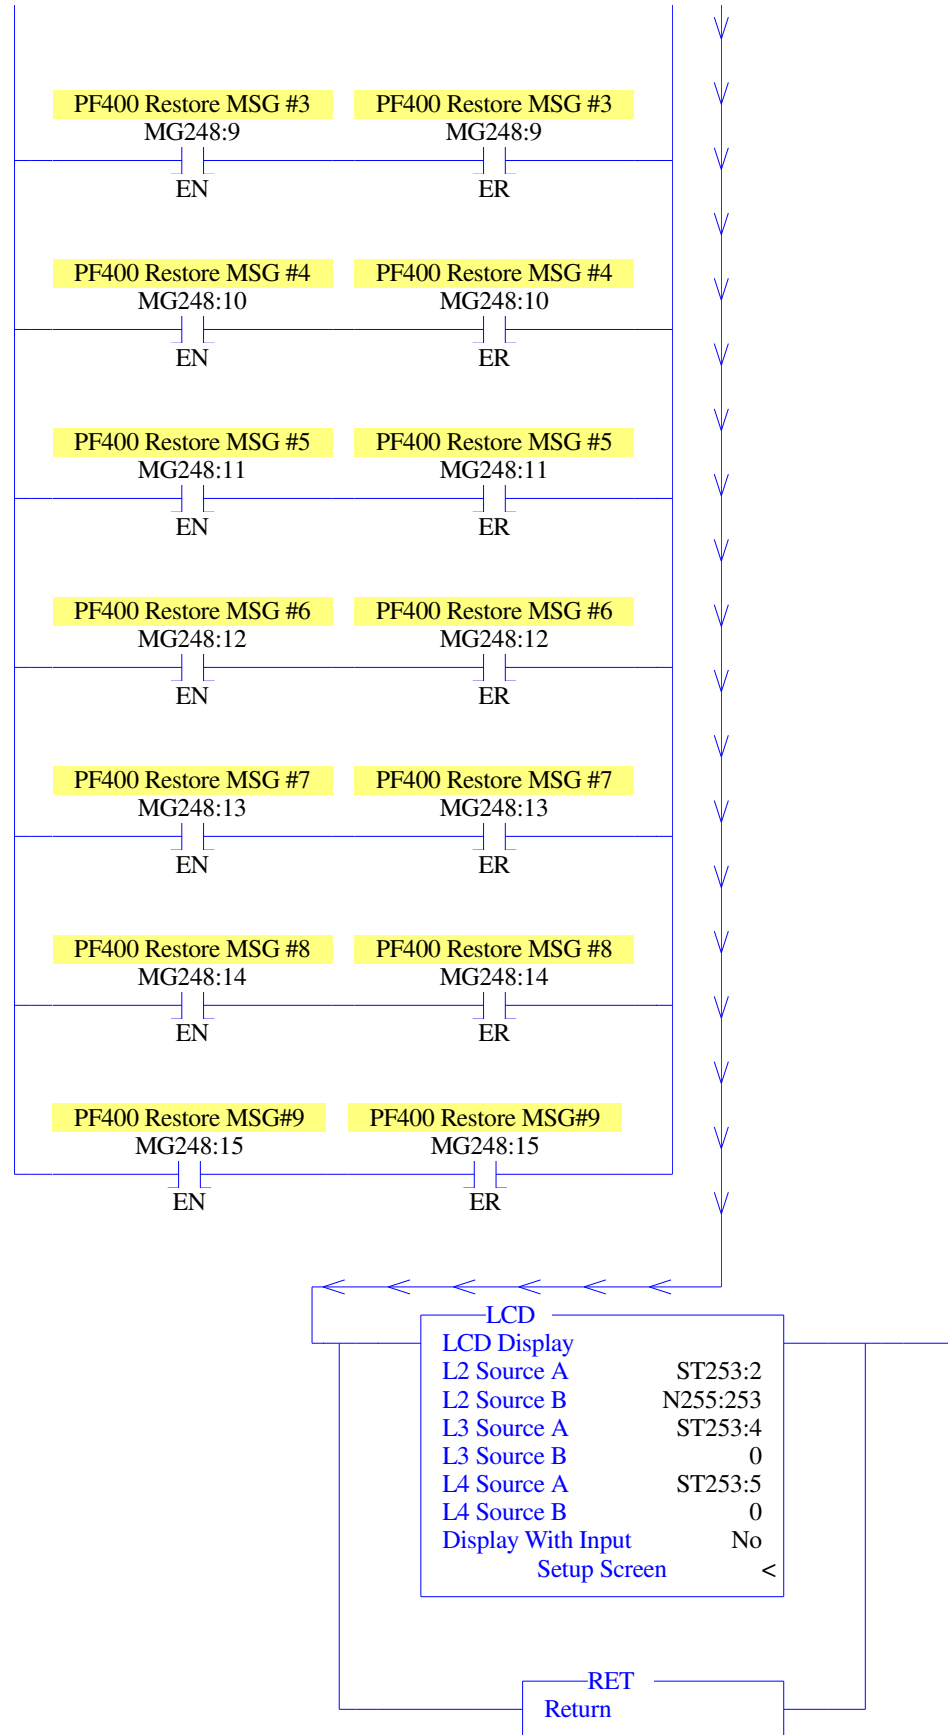 PF400 Restore MSG #3 PF400 Restore MSG #3
MG248:9 MG248:9
EN ER
PF400 Restore MSG #4 PF400 Restore MSG #4
MG248:10 MG248:10
EN ER
PF400 Restore MSG #5 PF400 Restore MSG #5
MG248:11 MG248:11
EN ER
PF400 Restore MSG #6 PF400 Restore MSG #6
MG248:12 MG248:12
EN ER
PF400 Restore MSG #7 PF400 Restore MSG #7
MG248:13 MG248:13
EN ER
PF400 Restore MSG #8 PF400 Restore MSG #8
MG248:14 MG248:14
EN ER
PF400 Restore MSG#9 PF400 Restore MSG#9
MG248:15 MG248:15
EN ER
LCD
LCD Display
L2 Source A ST253:2
L2 Source B N255:253
L3 Source A ST253:4
L3 Source B 0
L4 Source A ST253:5
L4 Source B 0
Display With Input No
Setup Screen <
RET
Return